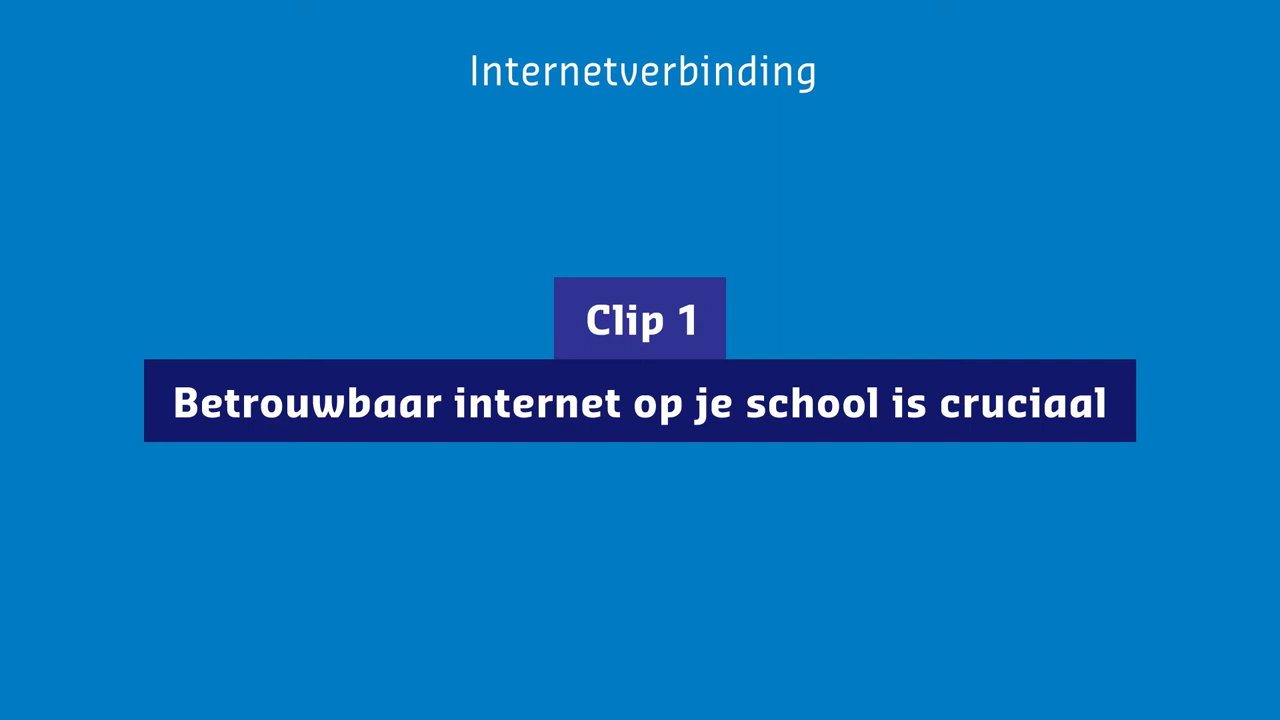 Internetverbinding
Clip 1
Betrouwbaar internet op je school is cruciaal